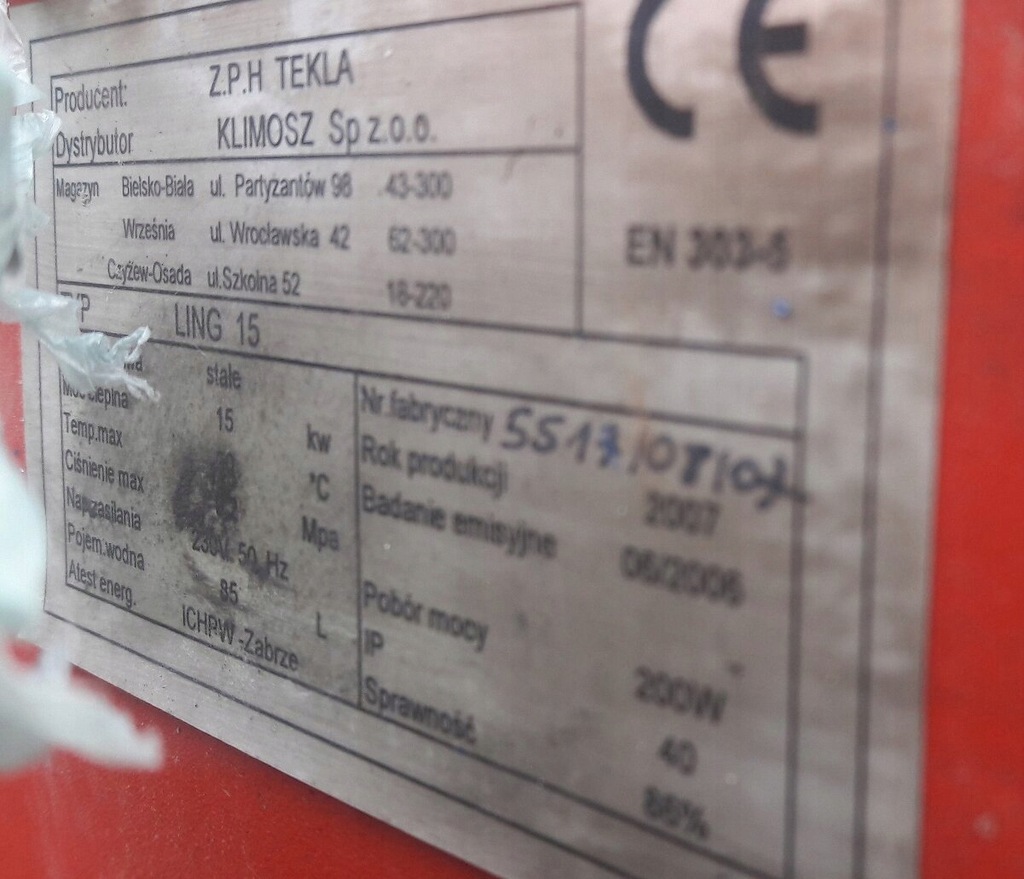 Producent: Z.P.H TEKLA
Dystrybutor KLIMOSZ Sp z.o.o.
Magazyn Bielsko-Biała ul. Partyzantów 98 43-300
Września ul. Wrocławska 42 62-300
Czyżew-Osada ul.Szkolna 52 18-220
CE
EN 303-5
LING 15
stałe
15 kw
Temp.max °C
Ciśnienie max Mpa
Nap.zasilania 230V. 50 Hz
Pojem.wodna 85 L
Atest energ. ICHPW -Zabrze
Nr.fabryczny 5517/08/07
Rok produkcji 2007
Badanie emisyjne 06/2006
Pobór mocy 200W
IP 40
Sprawność 86%